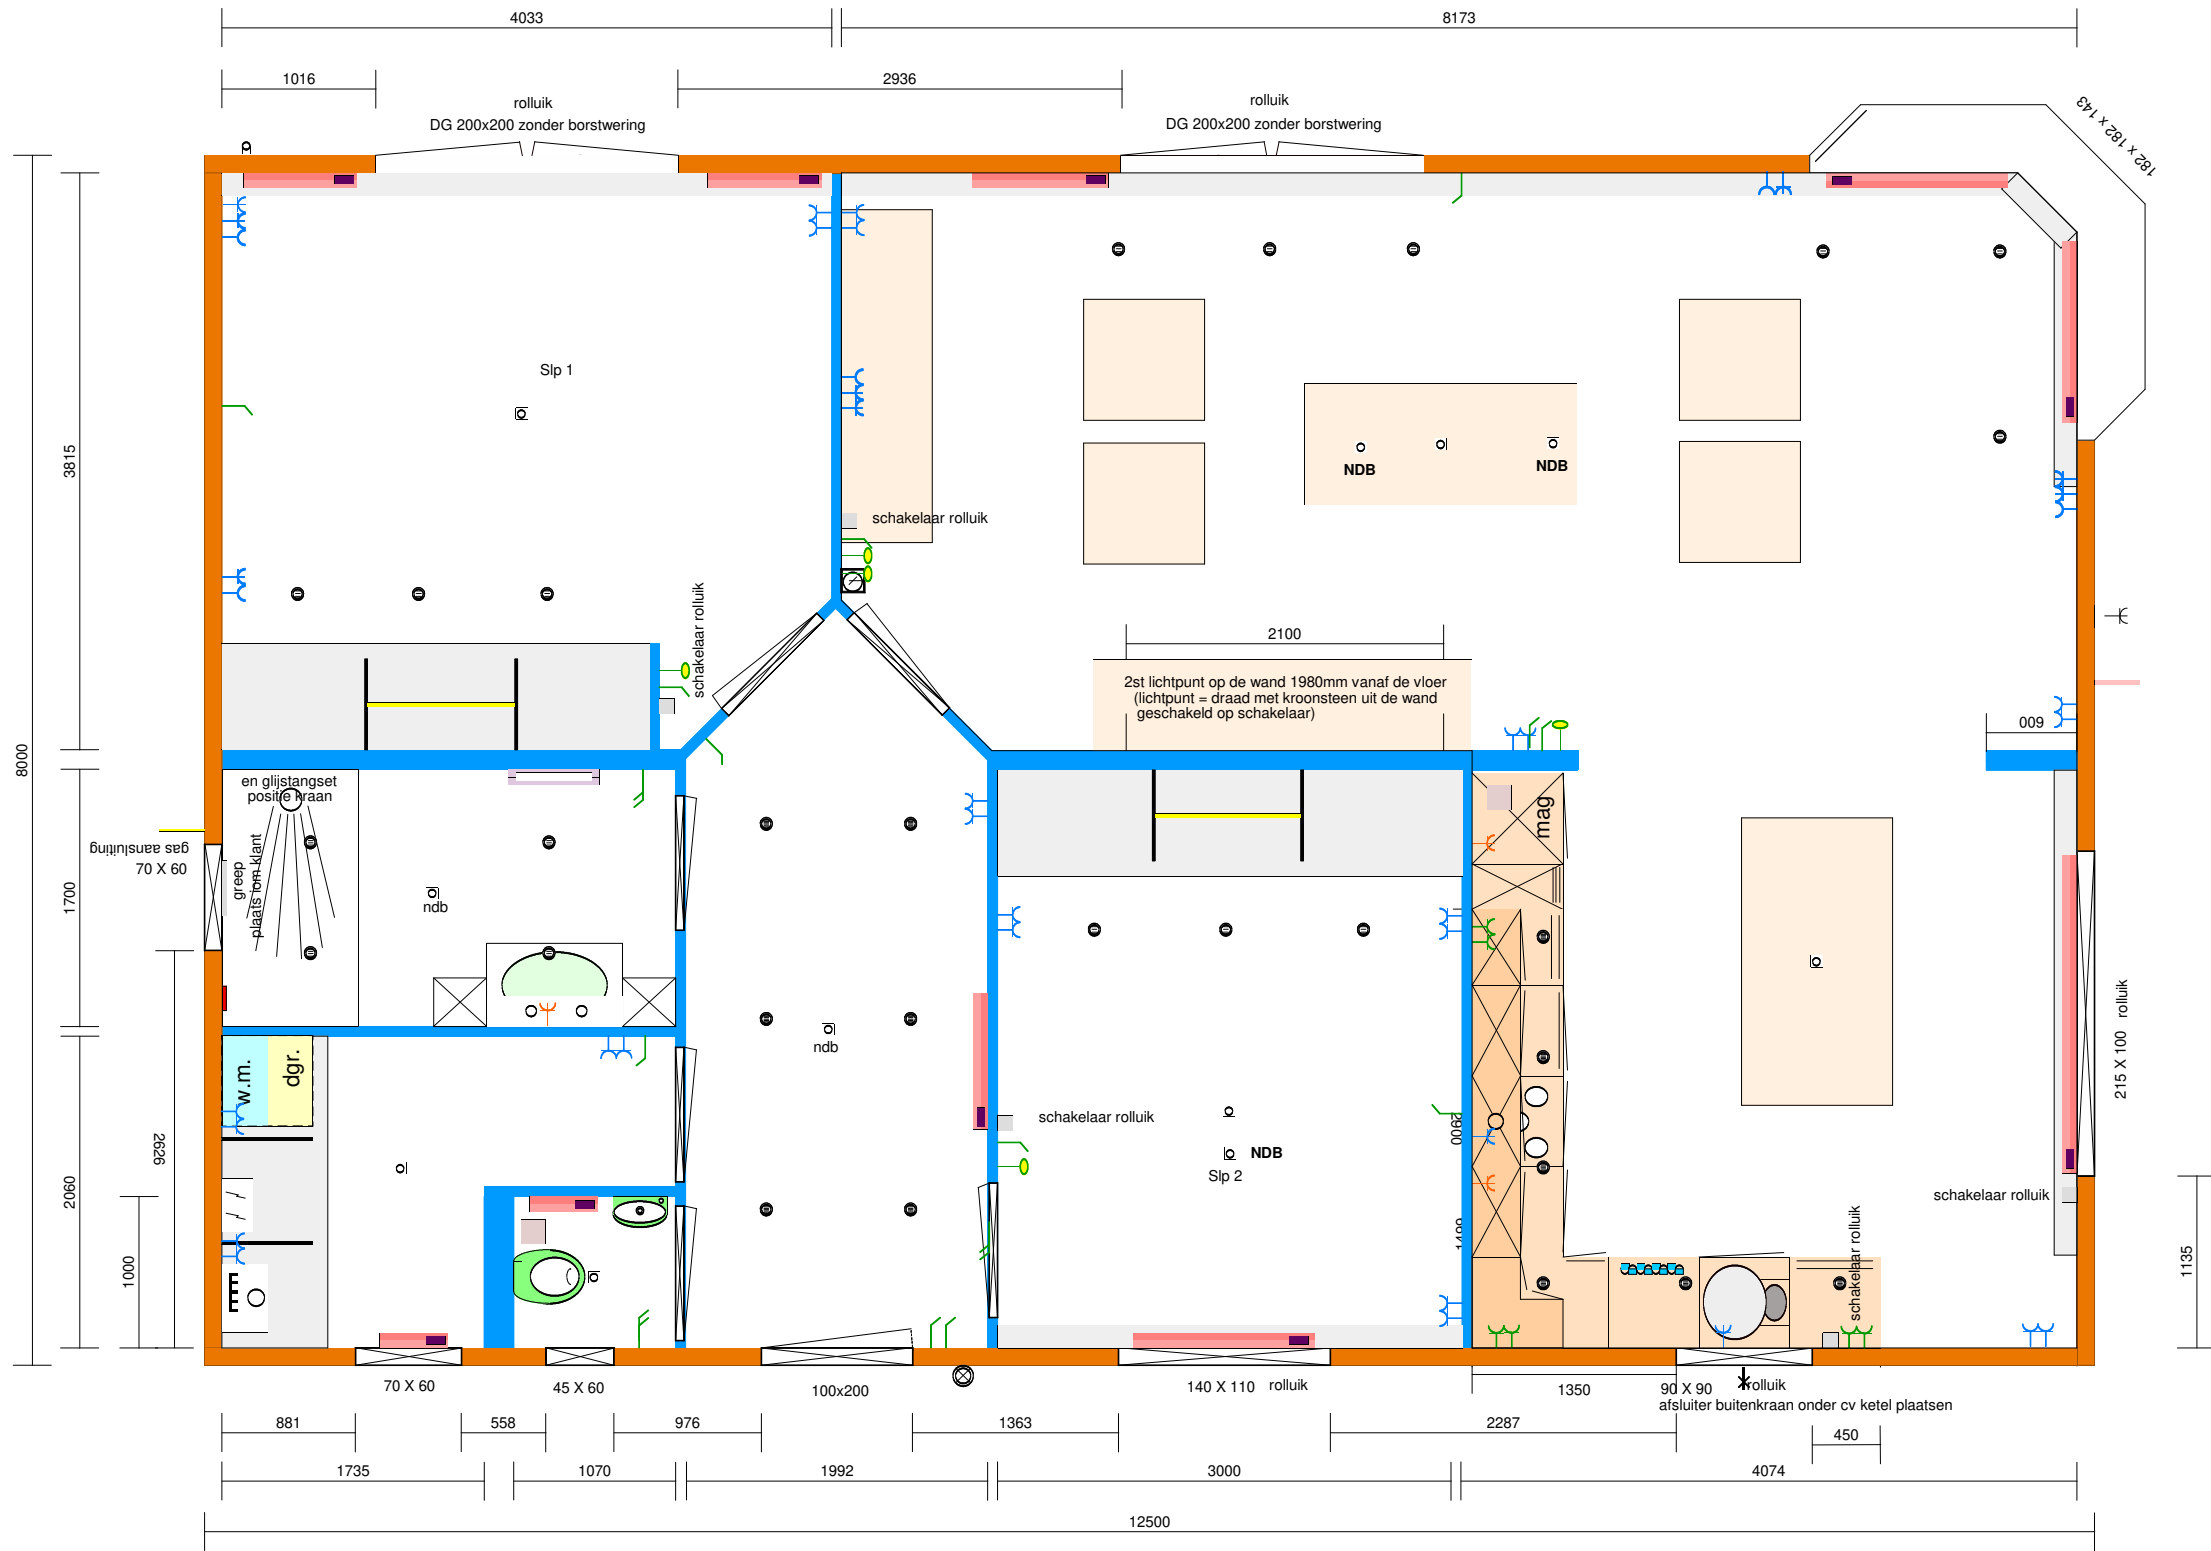 4033
8173
1016
2936
rolluik
DG 200x200 zonder borstwering
rolluik
DG 200x200 zonder borstwering
182 x 182 x 143
Slp 1
NDB
NDB
schakelaar rolluik
3815
8000
schakelaar rolluik
2100
2st lichtpunt op de wand 1980mm vanaf de vloer
(lichtpunt = draad met kroonsteen uit de wand
geschakeld op schakelaar)
600
en glijstangset
positie kraan
greep
plaats iom klant
gas aansluiting
70 X 60
1700
ndb
mag
ndb
w.m.
dgr.
215 X 100 rolluik
schakelaar rolluik
2900
NDB
Slp 2
2626
2060
1000
1499
schakelaar rolluik
schakelaar rolluik
1135
70 X 60
45 X 60
100x200
140 X 110
rolluik
1350
90 X 90
rolluik
afsluiter buitenkraan onder cv ketel plaatsen
881
558
976
1363
2287
450
1735
1070
1992
3000
4074
12500